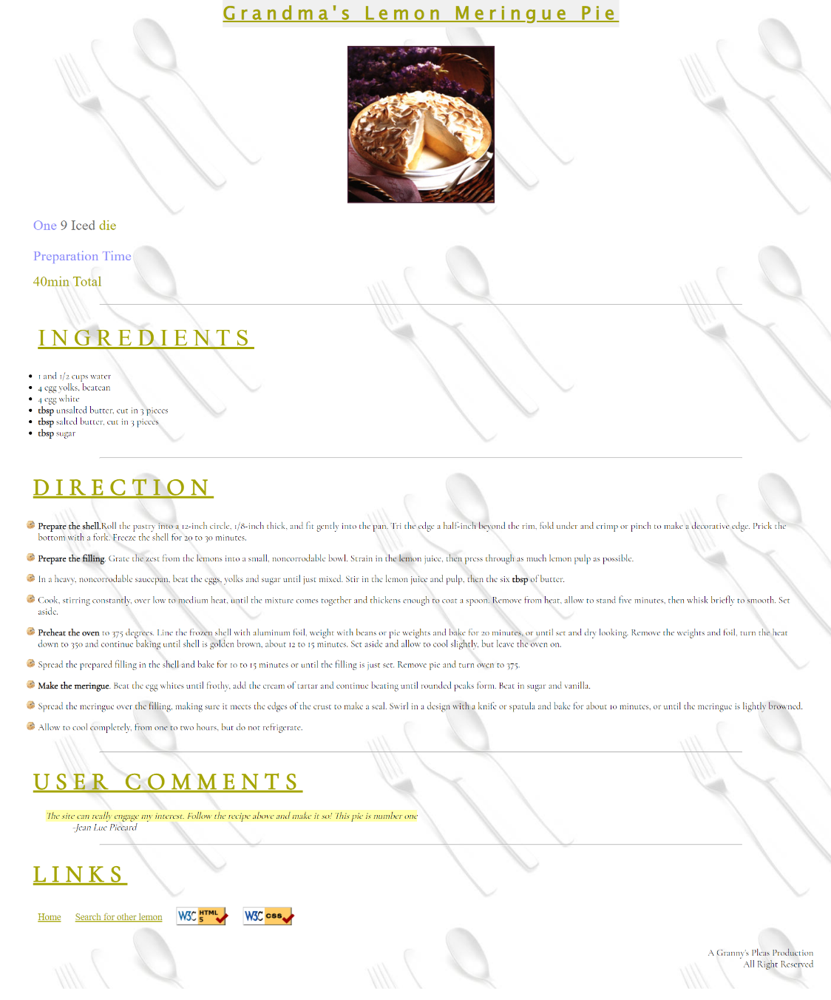 Grandma's Lemon Meringue Pie
One 9 Iced die
Preparation Time
40min Total
INGREDIENTS
1 and 1/2 cups water
4 egg yolks, beatean
4 egg white
tbsp unsalted butter, cut in 3 pieces
tbsp salted butter, cut in 3 pieces
tbsp sugar
DIRECTION
Prepare the shell.Roll the pastry into a 12-inch circle, 1/8-inch thick, and fit gently into the pan. Tri the edge a half-inch beyond the rim, fold under and crimp or pinch to make a decorative edge. Prick the
bottom with a fork. Freeze the shell for 20 to 30 minutes.
Prepare the filling. Grate the zest from the lemons into a small, noncorrodable bowl. Strain in the lemon juice, then press through as much lemon pulp as possible.
In a heavy, noncorrodable saucepan, beat the eggs, yolks and sugar until just mixed. Stir in the lemon juice and pulp, then the six tbsp of butter.
Cook, stirring constantly, over low to medium heat, until the mixture comes together and thickens enough to coat a spoon. Remove from heat, allow to stand five minutes, then whisk briefly to smooth. Set
aside.
Preheat the oven to 375 degrees. Line the frozen shell with aluminum foil, weight with beans or pie weights and bake for 20 minutes, or until set and dry looking. Remove the weights and foil, turn the heat
down to 350 and continue baking until shell is golden brown, about 12 to 15 minutes. Set aside and allow to cool slightly, but leave the oven on.
Spread the prepared filling in the shell and bake for 10 to 15 minutes or until the filling is just set. Remove pie and turn oven to 375.
Make the meringue. Beat the egg whites until frothy, add the cream of tartar and continue beating until rounded peaks form. Beat in sugar and vanilla.
Spread the meringue over the filling, making sure it meets the edges of the crust to make a seal. Swirl in a design with a knife or spatula and bake for about 10 minutes, or until the meringue is lightly browned.
Allow to cool completely, from one to two hours, but do not refrigerate.
USER COMMENTS
The site can really engage my interest. Follow the recipe above and make it so! This pie is number one
-Jean Luc Piccard
LINKS
Home Search for other lemon W3C HTML 5 W3C css
A Granny's Pleas Production
All Right Reserved